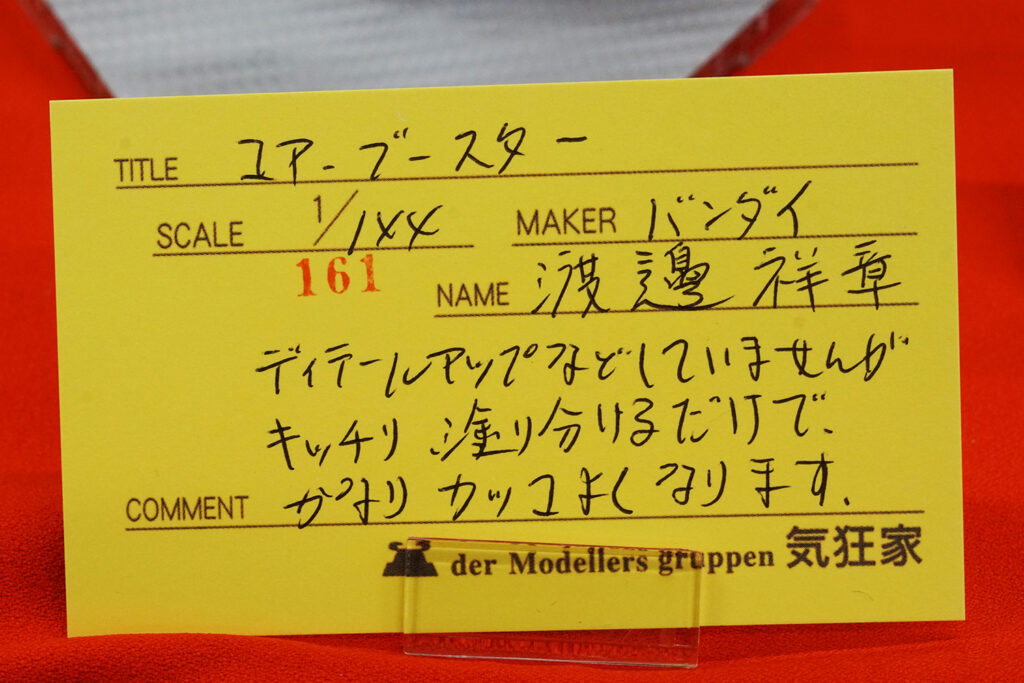 TITLE コア-ブースター
SCALE 1/144
MAKER バンダイ
161
NAME 渡邊祥章
ディテールアップなどしていませんが
キッチリ塗り分けるだけで、
COMMENT かなりカッコよくなります.
der Modellers gruppen 気狂家